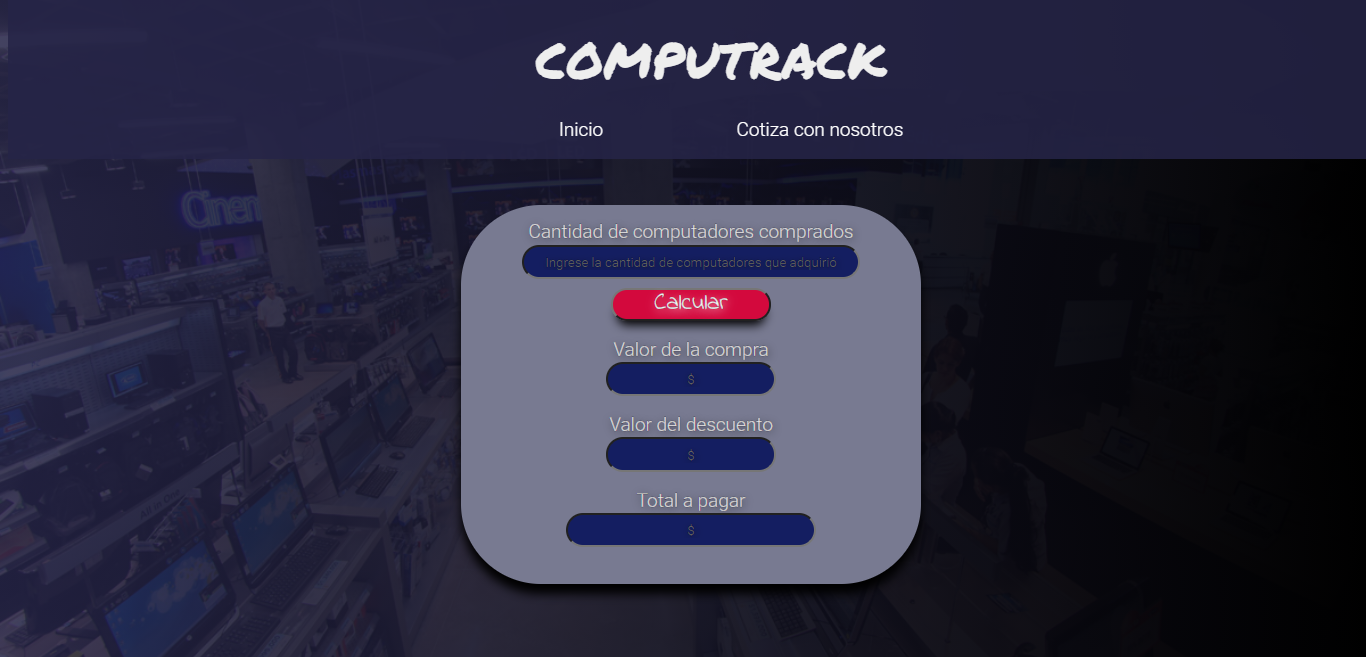 COMPUTRACK
Inicio Cotiza con nosotros
Cinem
Cantidad de computadores comprados
Ingrese la cantidad de computadores que adquirió
Calcular
Valor de la compra
$
Valor del descuento
$
Total a pagar
$